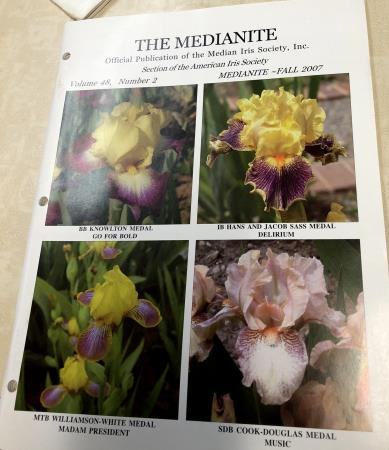 THE MEDIANITE
Official Publication of the Median Iris Society, Inc.
Section of the American Iris Society
Volume 48, Number 2
MEDIANITE ~FALL 2007
BB KNOWLTON MEDAL
GO FOR BOLD
IB HANS AND JACOB SASS MEDAL
DELIRIUM
MTB WILLIAMSON-WHITE MEDAL
MADAM PRESIDENT
SDB COOK-DOUGLAS MEDAL
MUSIC